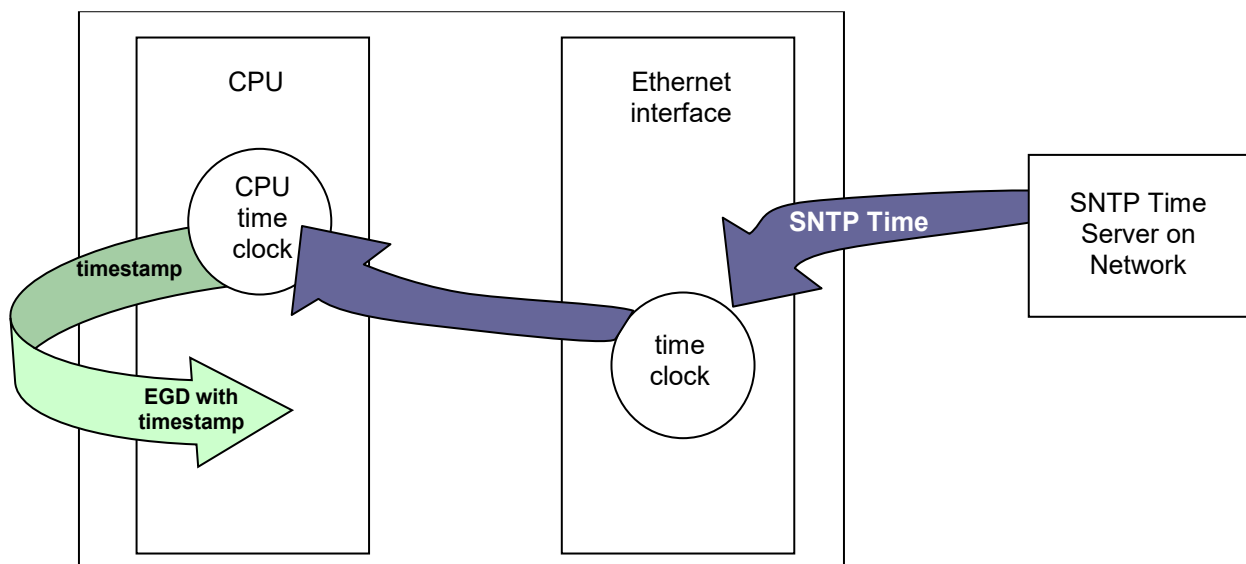 CPU
Ethernet
interface
CPU
time
clock
SNTP Time
SNTP Time
Server on
Network
timestamp
time
clock
EGD with
timestamp